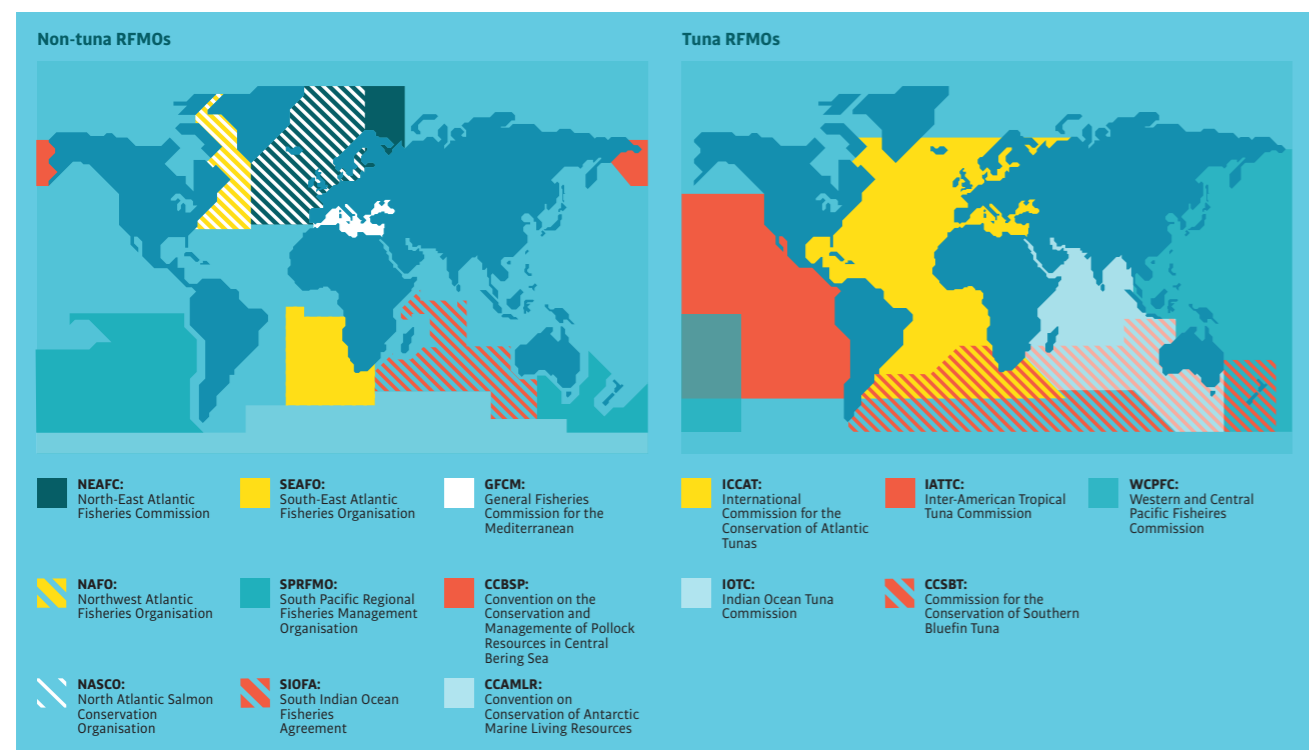 Non-tuna RFMOs
Tuna RFMOs
NEAFC:
North-East Atlantic
Fisheries Commission
SEAFO:
South-East Atlantic
Fisheries Organisation
GFCM:
General Fisheries
Commission for the
Mediterranean
NAFO:
Northwest Atlantic
Fisheries Organisation
SPRFMO:
South Pacific Regional
Fisheries Management
Organisation
CCBSP:
Convention on the
Conservation and
Managemente of Pollock
Resources in Central
Bering Sea
NASCO:
North Atlantic Salmon
Conservation
Organisation
SIOFA:
South Indian Ocean
Fisheries
Agreement
CCAMLR:
Convention on
Conservation of Antarctic
Marine Living Resources
ICCAT:
International
Commission for the
Conservation of Atlantic
Tunas
IATTC:
Inter-American Tropical
Tuna Commission
WCPFC:
Western and Central
Pacific Fisheires
Commission
IOTC:
Indian Ocean Tuna
Commission
CCSBT:
Commission for the
Conservation of Southern
Bluefin Tuna